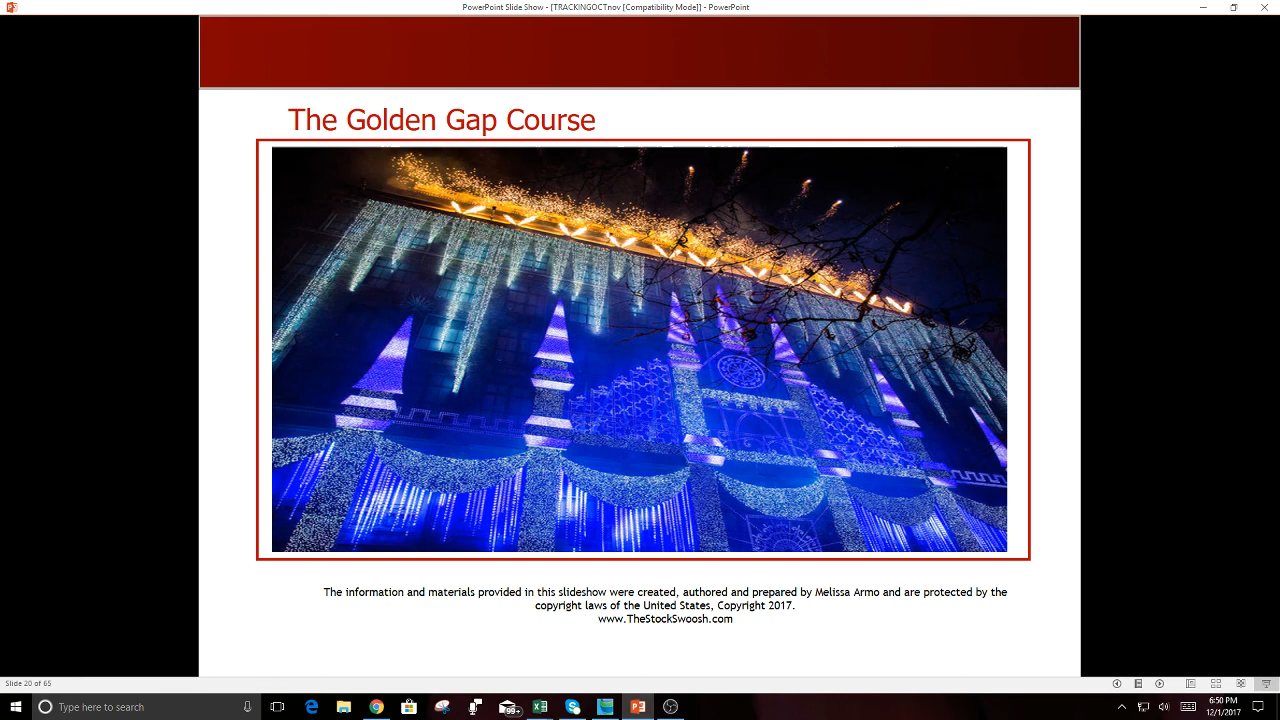 PowerPoint Slide Show - [TRACKINGOCTnov [Compatibility Mode]] - PowerPoint
The Golden Gap Course
The information and materials provided in this slideshow were created, authored and prepared by Melissa Armo and are protected by the
copyright laws of the United States, Copyright 2017.
www.TheStockSwoosh.com
Slide 20 of 65
Type here to search
99+
6:50 PM
12/1/2017